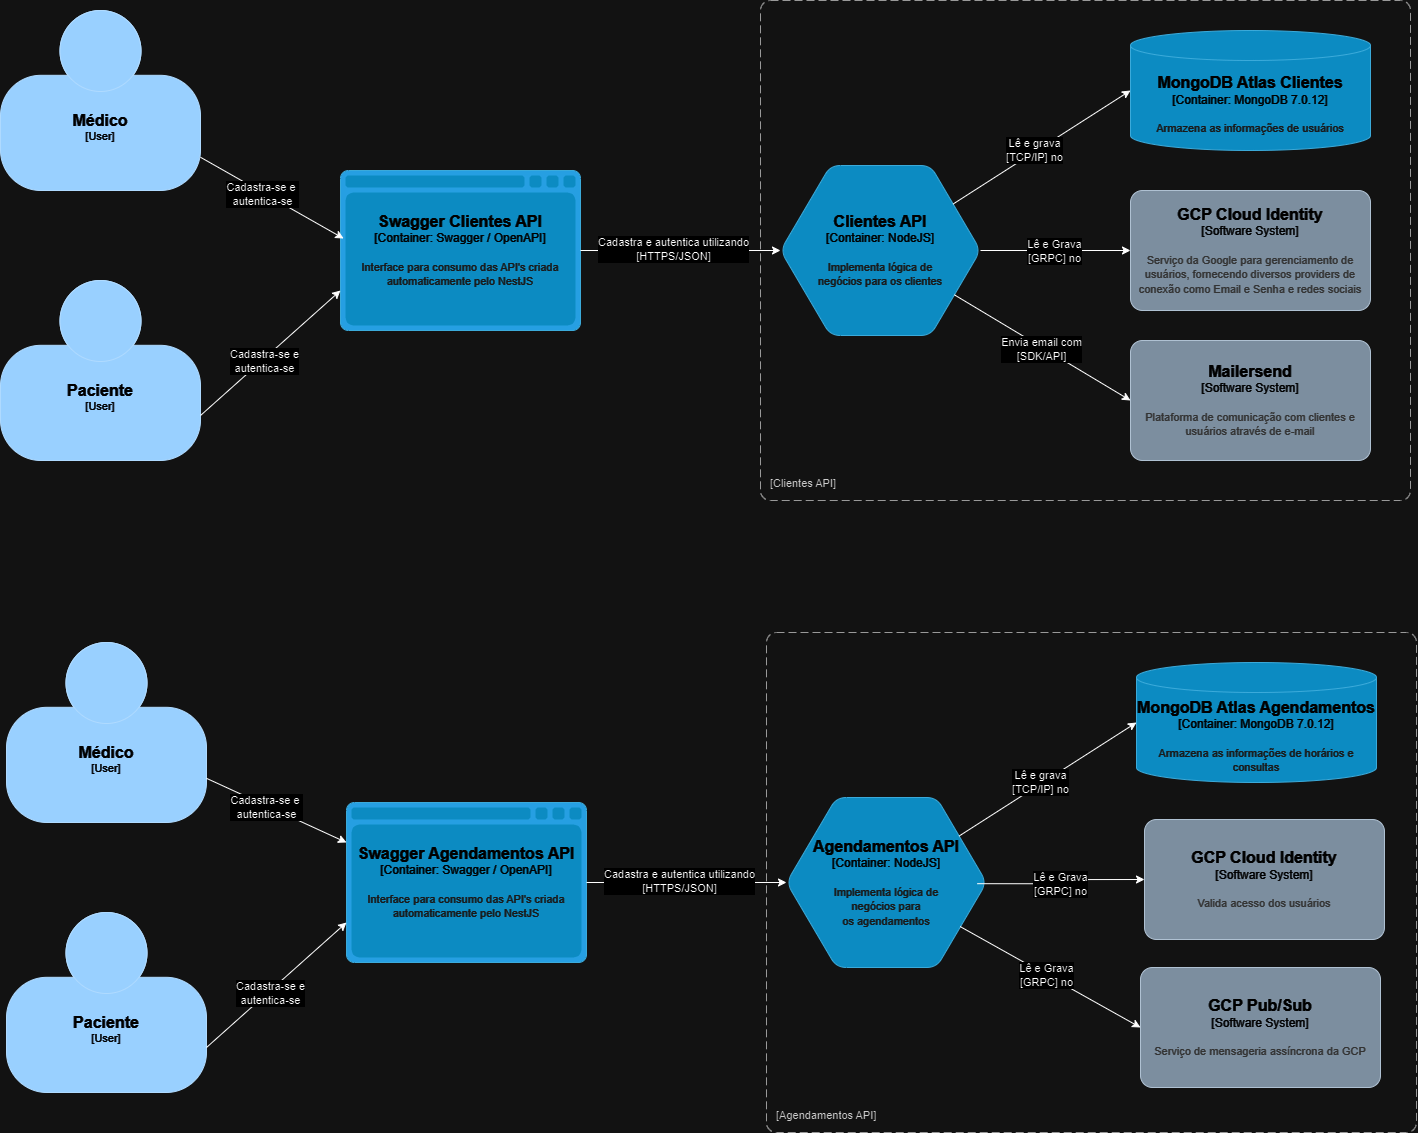 Médico
[User]
Cadastra-se e
autentica-se
Paciente
[User]
Cadastra-se e
autentica-se
Swagger Clientes API
[Container: Swagger / OpenAPI]
Interface para consumo das API's criada
automaticamente pelo NestJS
Cadastra e autentica utilizando
[HTTPS/JSON]
Clientes API
[Container: NodeJS]
Implementa lógica de
negócios para os clientes
Lê e grava
[TCP/IP] no
Lê e Grava
[GRPC] no
Envia email com
[SDK/API]
MongoDB Atlas Clientes
[Container: MongoDB 7.0.12]
Armazena as informações de usuários
GCP Cloud Identity
[Software System]
Serviço da Google para gerenciamento de
usuários, fornecendo diversos providers de
conexão como Email e Senha e redes sociais
Mailersend
[Software System]
Plataforma de comunicação com clientes e
usuários através de e-mail
[Clientes API]
Médico
[User]
Cadastra-se e
autentica-se
Paciente
[User]
Cadastra-se e
autentica-se
Swagger Agendamentos API
[Container: Swagger / OpenAPI]
Interface para consumo das API's criada
automaticamente pelo NestJS
Cadastra e autentica utilizando
[HTTPS/JSON]
Agendamentos API
[Container: NodeJS]
Implementa lógica de
negócios para
os agendamentos
Lê e grava
[TCP/IP] no
Lê e Grava
[GRPC] no
Lê e Grava
[GRPC] no
MongoDB Atlas Agendamentos
[Container: MongoDB 7.0.12]
Armazena as informações de horários e
consultas
GCP Cloud Identity
[Software System]
Valida acesso dos usuários
GCP Pub/Sub
[Software System]
Serviço de mensageria assíncrona da GCP
[Agendamentos API]